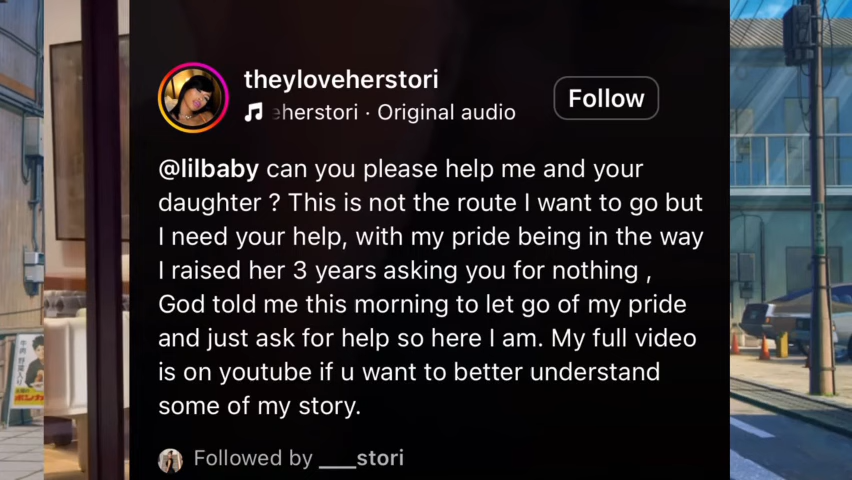 theyloveherstori
herstori · Original audio
Follow
@lilbaby can you please help me and your
daughter ? This is not the route I want to go but
I need your help, with my pride being in the way
I raised her 3 years asking you for nothing ,
God told me this morning to let go of my pride
and just ask for help so here I am. My full video
is on youtube if u want to better understand
some of my story.
Followed by ___stori